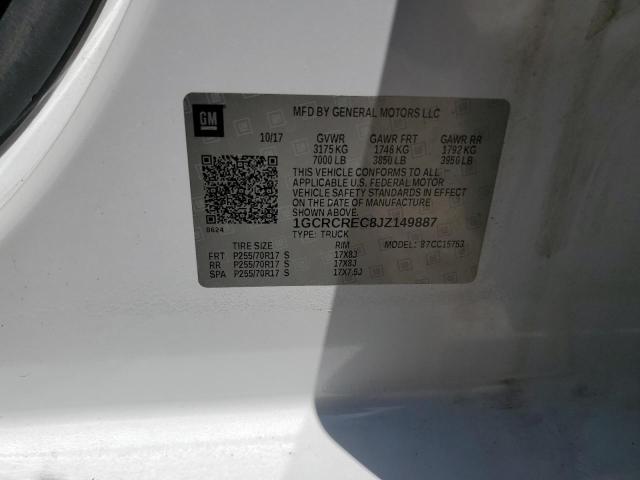 GM
MFD BY GENERAL MOTORS LLC
10/17 GVWR GAWR FRT GAWR RR
3175 KG 1746 KG 1792 KG
7000 LB 3850 LB 3950 LB
THIS VEHICLE CONFORMS TO ALL
APPLICABLE U.S. FEDERAL MOTOR
VEHICLE SAFETY STANDARDS IN EFFECT
ON THE DATE OF MANUFACTURE
SHOWN ABOVE.
0624
1GCRCREC8JZ149887
TYPE: TRUCK
TIRE SIZE RIM MODEL: 87CC15753
FRT P255/70R17 S 17X8J
RR P255/70R17 S 17X8J
SPA P255/70R17 S 17X7.5J